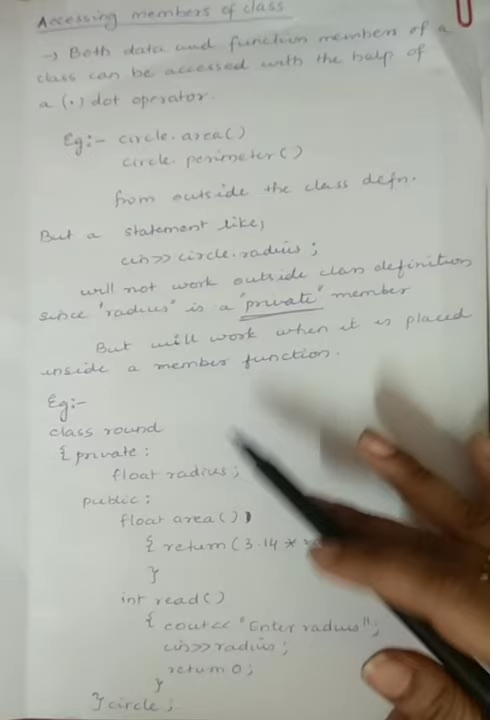 Accessing members of class
→ Both data and function members of a
class can be accessed with the help of
a (.) dot operator.
Eg:- circle.area()
circle.perimeter()
from outside the class defn.
But a statement like,
cin>> circle.radius;
will not work outside class definition
since "radius" is a "private" member
But will work when it is placed
inside a member function.
Eg:-
class round
{ private:
float radius;
public:
float area()
{ return (3.14 *
}
int read()
{ cout<< "Enter radius";
cin>>radius;
return 0;
}
} circle;